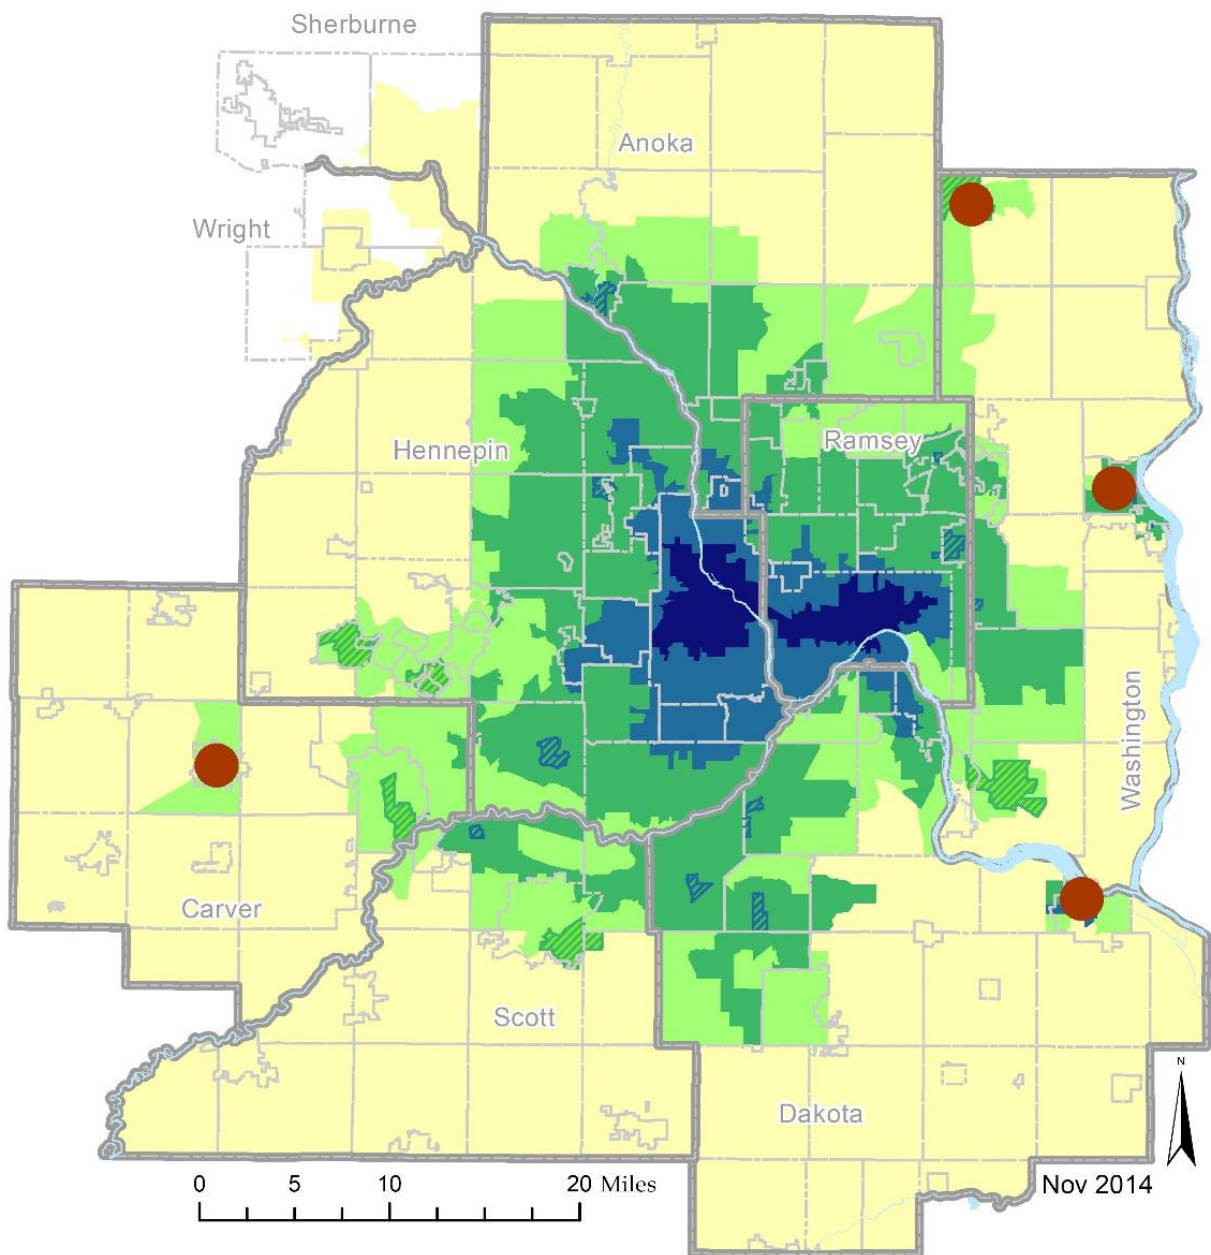 Sherburne
Anoka
Wright
Hennepin
Ramsey
Washington
Carver
Scott
N
Dakota
0 5 10 20 Miles
Nov 2014